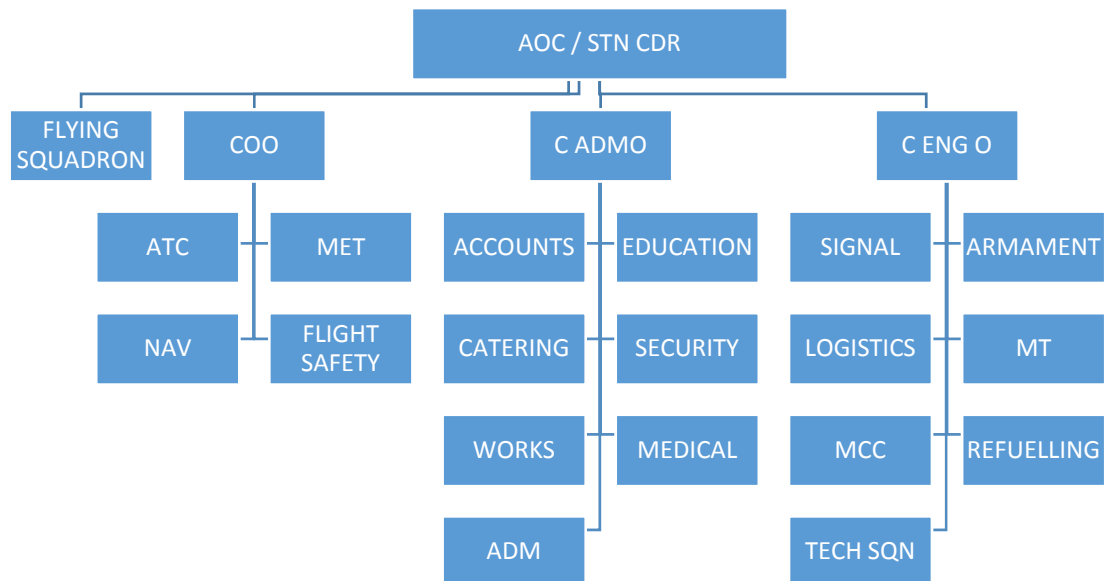 AOC / STN CDR
FLYING
SQUADRON
COO
C ADMO
C ENG O
ATC
MET
ACCOUNTS
EDUCATION
SIGNAL
ARMAMENT
NAV
FLIGHT
SAFETY
CATERING
SECURITY
LOGISTICS
MT
WORKS
MEDICAL
MCC
REFUELLING
ADM
TECH SQN